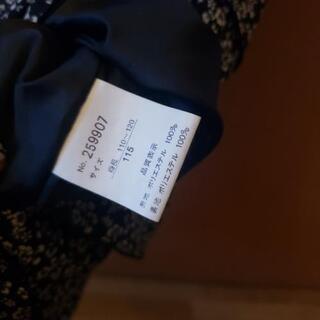 No. 259907
サイズ
身長 110～120
115
品質表示
表地 ポリエステル 100%
裏地 ポリエステル 100%